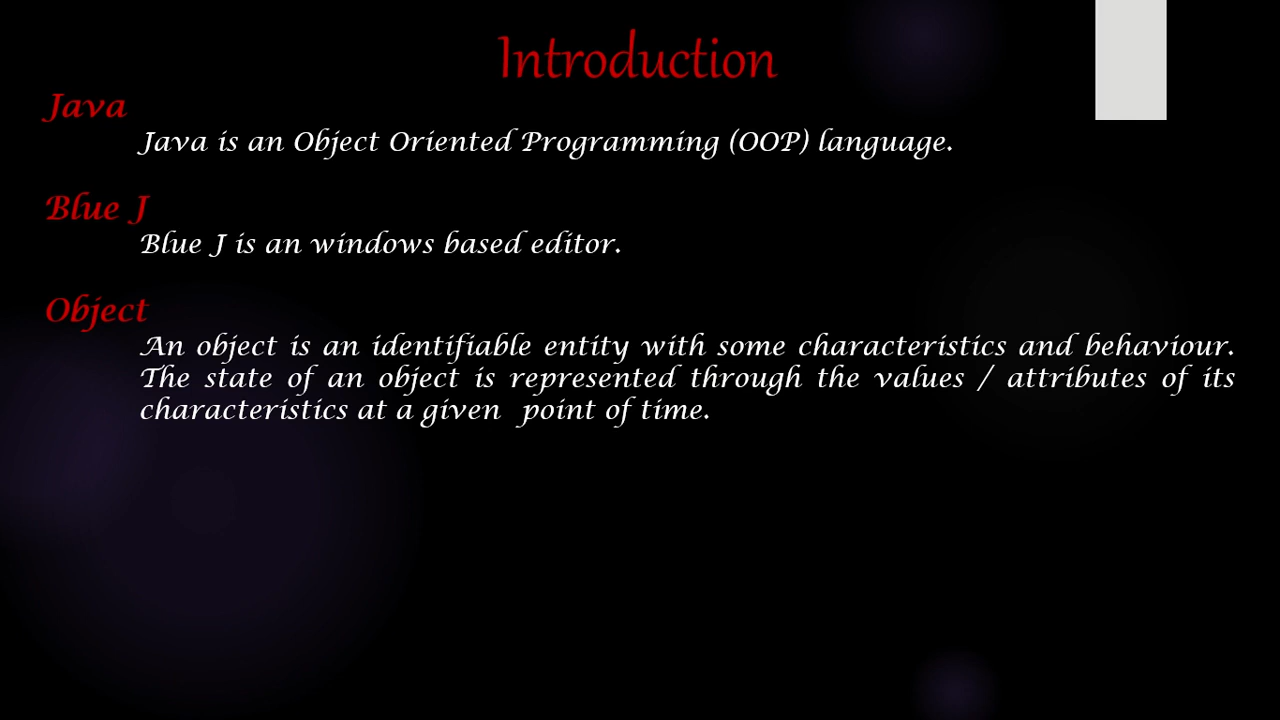 Introduction
Java
Java is an Object Oriented Programming (OOP) language.
Blue J
Blue J is an windows based editor.
Object
An object is an identifiable entity with some characteristics and behaviour.
The state of an object is represented through the values / attributes of its
characteristics at a given point of time.